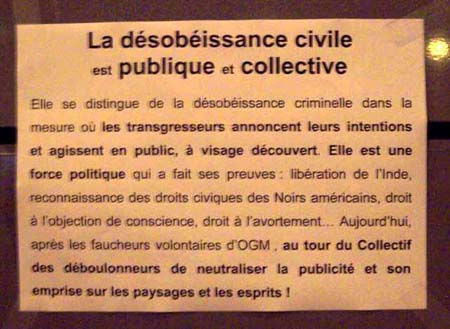 La désobéissance civile
est publique et collective
Elle se distingue de la désobéissance criminelle dans la
mesure où les transgresseurs annoncent leurs intentions
et agissent en public, à visage découvert. Elle est une
force politique qui a fait ses preuves : libération de l'Inde,
reconnaissance des droits civiques des Noirs américains, droit
à l'objection de conscience, droit à l'avortement... Aujourd'hui,
après les faucheurs volontaires d'OGM , au tour du Collectif
des déboulonneurs de neutraliser la publicité et son
emprise sur les paysages et les esprits !